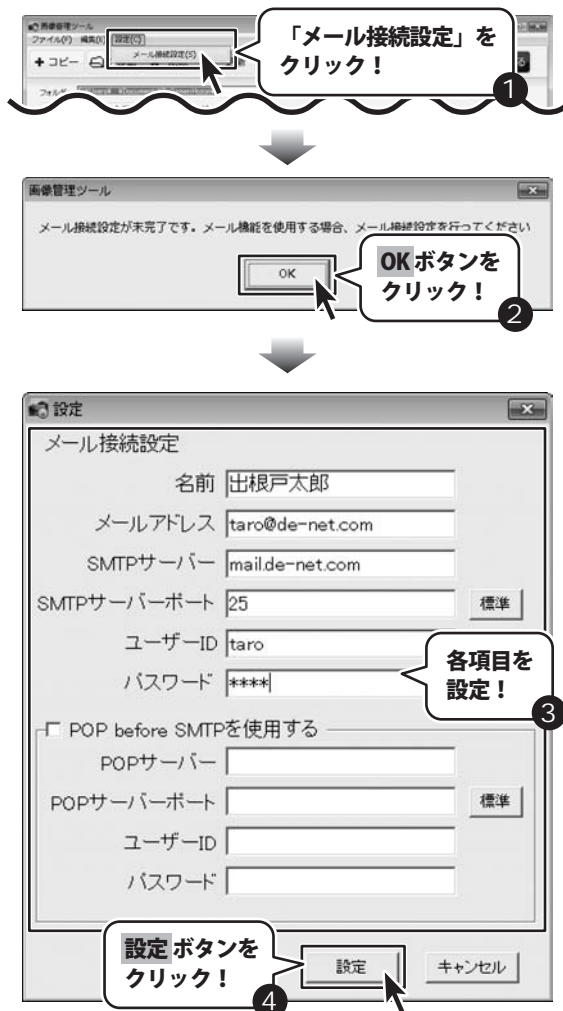 画像管理ツール
ファイル(F) 編集(E) 設定(C)
メール接続設定(S)
コピー
フォルダ
「メール接続設定」を
クリック！
1
画像管理ツール
メール接続設定が未完了です。メール機能を使用する場合、メール接続設定を行ってください
OK
OKボタンを
クリック！
2
設定
メール接続設定
名前 出根戸太郎
メールアドレス taro@de-net.com
SMTPサーバー mail.de-net.com
SMTPサーバーポート 25 標準
ユーザーID taro
パスワード ****
各項目を
設定！
3
POP before SMTPを使用する
POPサーバー
POPサーバーポート 標準
ユーザーID
パスワード
設定ボタンを
クリック！
4
設定 キャンセル